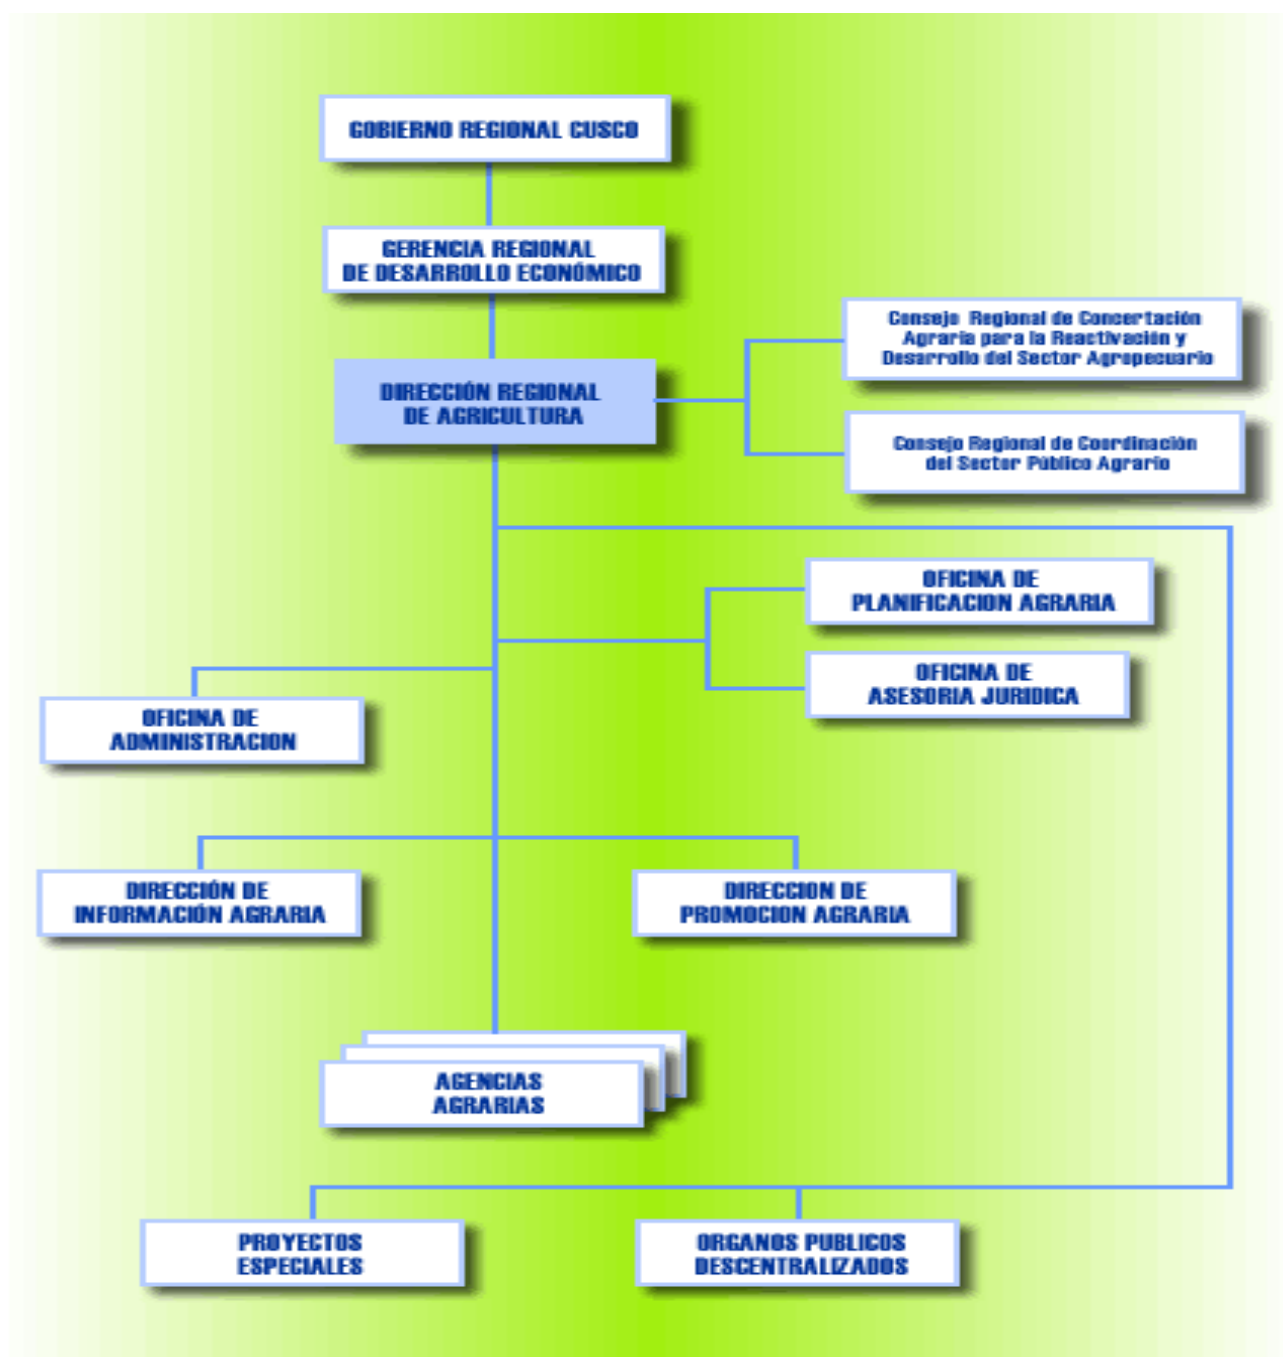 GOBIERNO REGIONAL CUSCO
GERENCIA REGIONAL
DE DESARROLLO ECONÓMICO
DIRECCIÓN REGIONAL
DE AGRICULTURA
Consejo Regional de Concertación
Agraria para la Reactivación y
Desarrollo del Sector Agropecuario
Consejo Regional de Coordinación
del Sector Público Agrario
OFICINA DE
PLANIFICACION AGRARIA
OFICINA DE
ASESORIA JURIDICA
OFICINA DE
ADMINISTRACION
DIRECCIÓN DE
INFORMACIÓN AGRARIA
DIRECCION DE
PROMOCION AGRARIA
AGENCIAS
AGRARIAS
PROYECTOS
ESPECIALES
ORGANOS PUBLICOS
DESCENTRALIZADOS